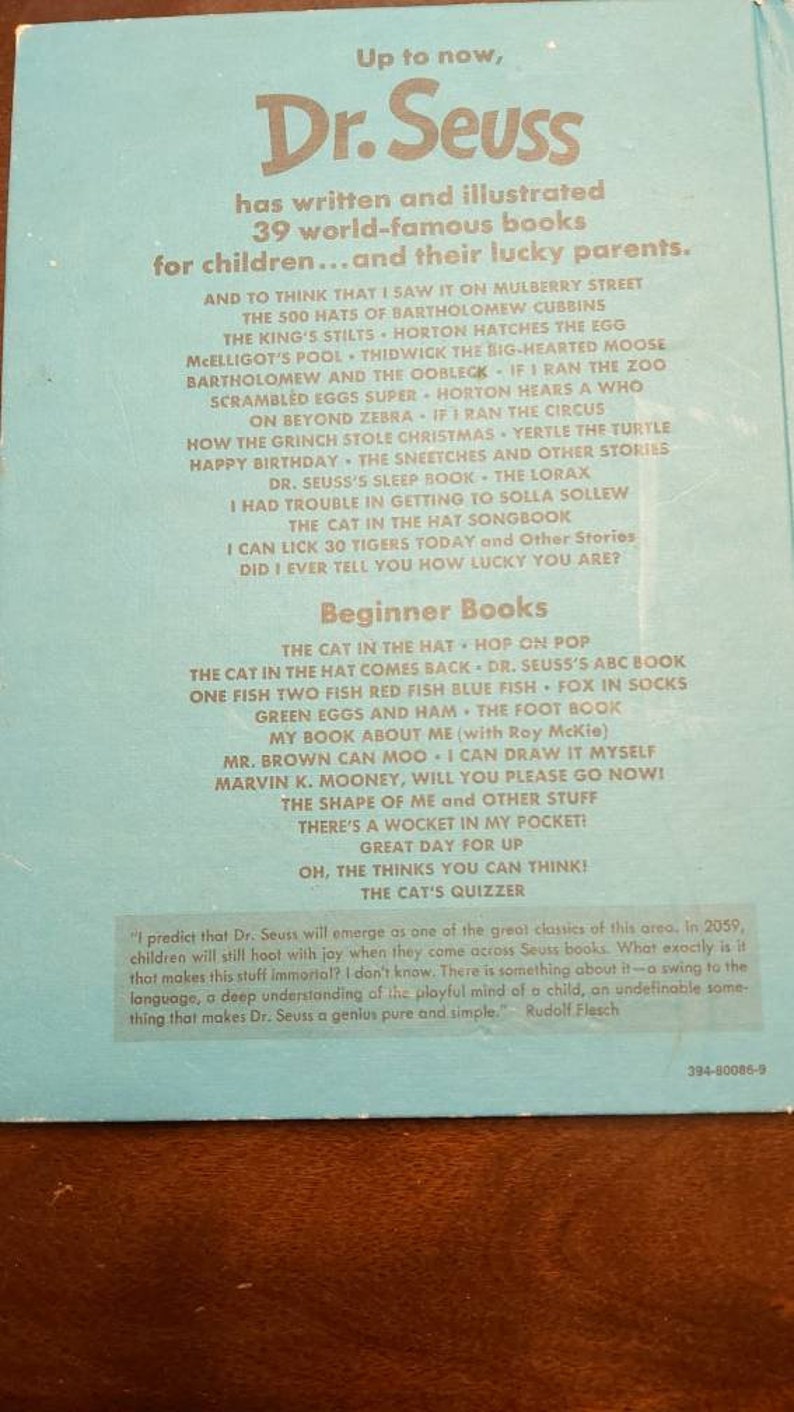 Up to now,
Dr. Seuss
has written and illustrated
39 world-famous books
for children...and their lucky parents.
AND TO THINK THAT I SAW IT ON MULBERRY STREET
THE 500 HATS OF BARTHOLOMEW CUBBINS
THE KING'S STILTS • HORTON HATCHES THE EGG
McELLIGOT'S POOL • THIDWICK THE BIG-HEARTED MOOSE
BARTHOLOMEW AND THE OOBLECK • IF I RAN THE ZOO
SCRAMBLED EGGS SUPER • HORTON HEARS A WHO
ON BEYOND ZEBRA • IF I RAN THE CIRCUS
HOW THE GRINCH STOLE CHRISTMAS • YERTLE THE TURTLE
HAPPY BIRTHDAY • THE SNEETCHES AND OTHER STORIES
DR. SEUSS'S SLEEP BOOK • THE LORAX
I HAD TROUBLE IN GETTING TO SOLLA SOLLEW
THE CAT IN THE HAT SONGBOOK
I CAN LICK 30 TIGERS TODAY and Other Stories
DID I EVER TELL YOU HOW LUCKY YOU ARE?
Beginner Books
THE CAT IN THE HAT • HOP ON POP
THE CAT IN THE HAT COMES BACK • DR. SEUSS'S ABC BOOK
ONE FISH TWO FISH RED FISH BLUE FISH • FOX IN SOCKS
GREEN EGGS AND HAM • THE FOOT BOOK
MY BOOK ABOUT ME (with Roy McKie)
MR. BROWN CAN MOO • I CAN DRAW IT MYSELF
MARVIN K. MOONEY, WILL YOU PLEASE GO NOW!
THE SHAPE OF ME and OTHER STUFF
THERE'S A WOCKET IN MY POCKET!
GREAT DAY FOR UP
OH, THE THINKS YOU CAN THINK!
THE CAT'S QUIZZER
"I predict that Dr. Seuss will emerge as one of the great classics of this area. In 2059,
children will still hoot with joy when they come across Seuss books. What exactly is it
that makes this stuff immortal? I don't know. There is something about it—a swing to the
language, a deep understanding of the playful mind of a child, an undefinable some-
thing that makes Dr. Seuss a genius pure and simple." Rudolf Flesch
394-80086-9